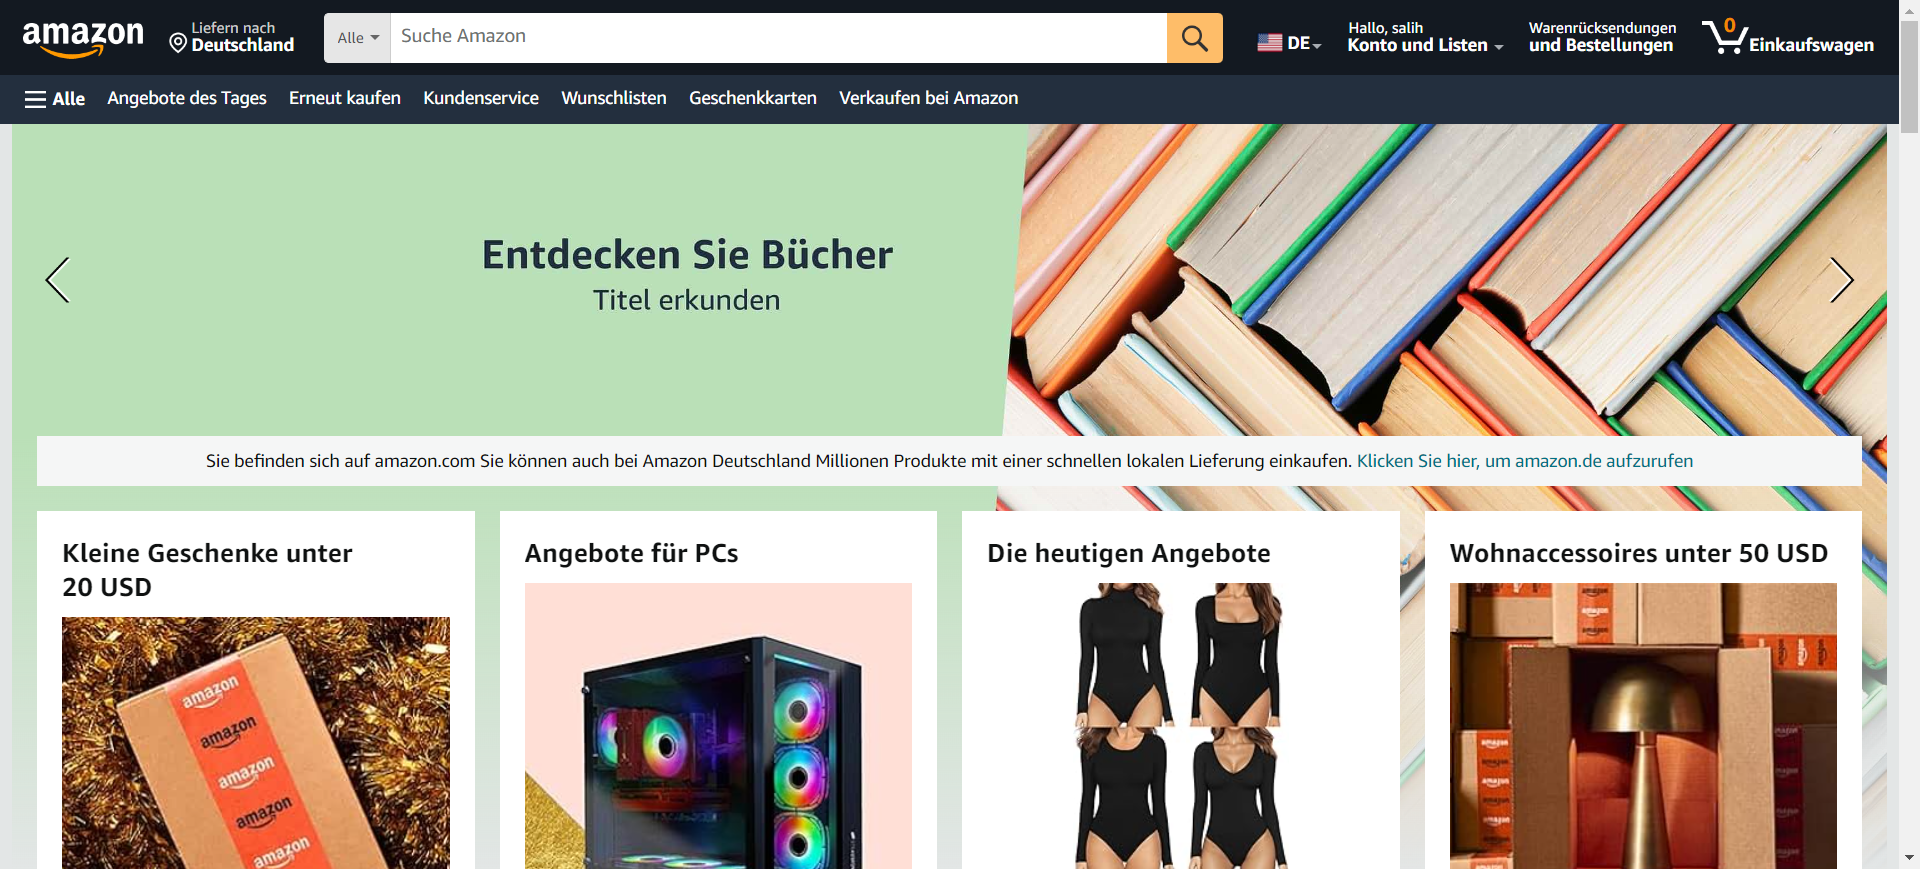 amazon
Liefern nach
Deutschland
Alle
Suche Amazon
DE
Hallo, salih
Konto und Listen
Warenrücksendungen
und Bestellungen
0
Einkaufswagen
Alle
Angebote des Tages
Erneut kaufen
Kundenservice
Wunschlisten
Geschenkkarten
Verkaufen bei Amazon
Entdecken Sie Bücher
Titel erkunden
Sie befinden sich auf amazon.com Sie können auch bei Amazon Deutschland Millionen Produkte mit einer schnellen lokalen Lieferung einkaufen. Klicken Sie hier, um amazon.de aufzurufen
Kleine Geschenke unter
20 USD
amazon
amazon
amazon
amazon
amazon
Angebote für PCs
Die heutigen Angebote
Wohnaccessoires unter 50 USD
amazon
amazon
amazon
amazon